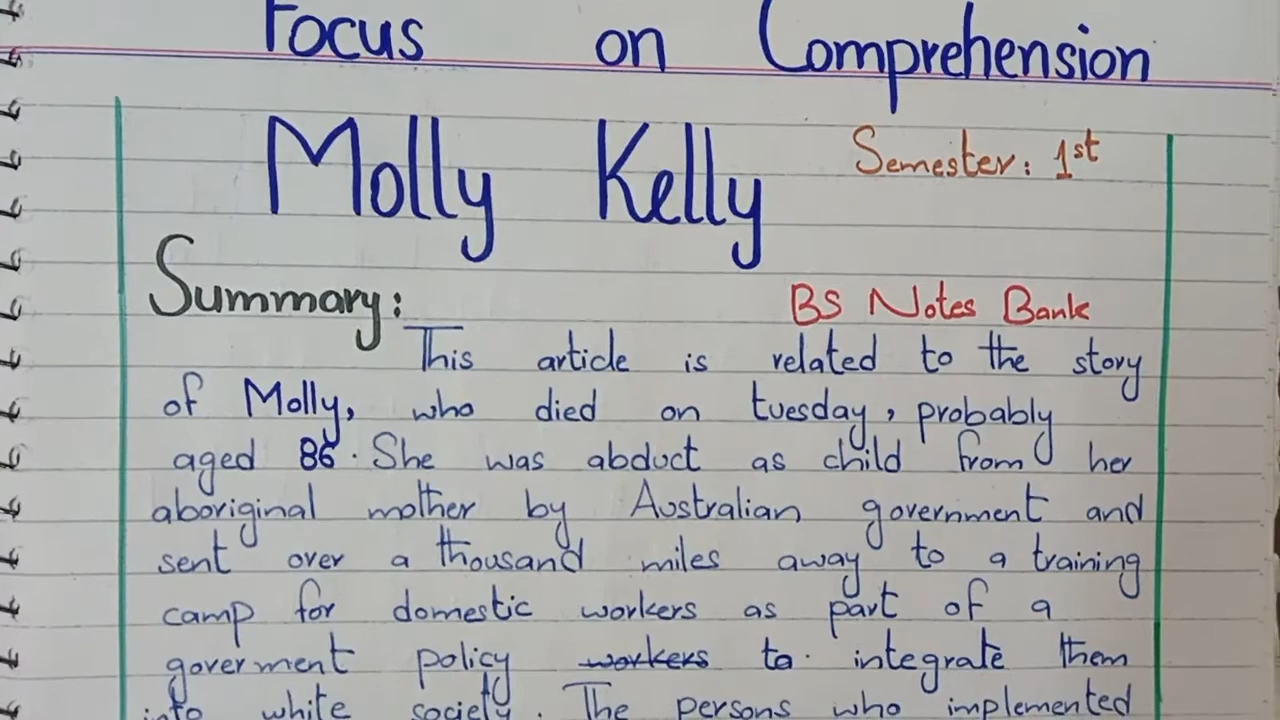 Focus on Comprehension
Molly Kelly
Semester: 1st
Summary:
BS Notes Bank
This article is related to the story
of Molly, who died on tuesday, probably
aged 86. She was abduct as child from her
aboriginal mother by Australian government and
sent over a thousand miles away to a training
camp for domestic workers as part of a
goverment policy workers to integrate them
into white society. The persons who implemented